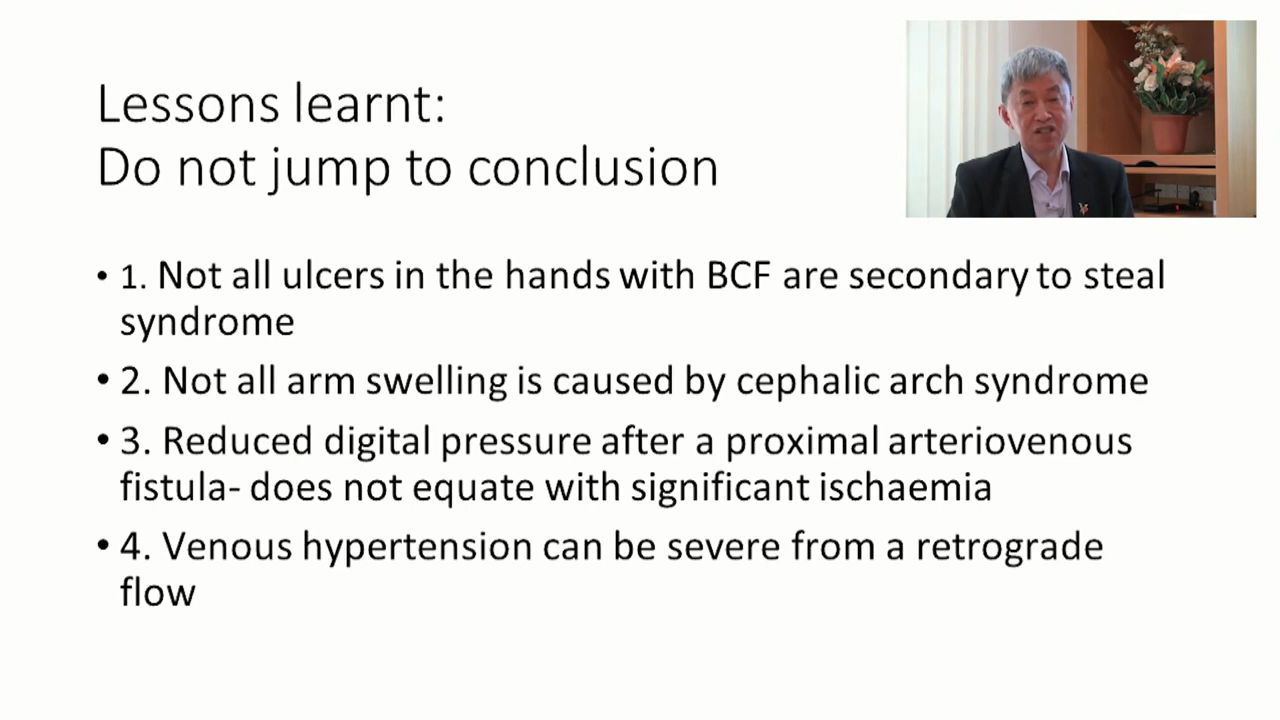 Lessons learnt:
Do not jump to conclusion
• 1. Not all ulcers in the hands with BCF are secondary to steal
syndrome
• 2. Not all arm swelling is caused by cephalic arch syndrome
• 3. Reduced digital pressure after a proximal arteriovenous
fistula- does not equate with significant ischaemia
• 4. Venous hypertension can be severe from a retrograde
flow